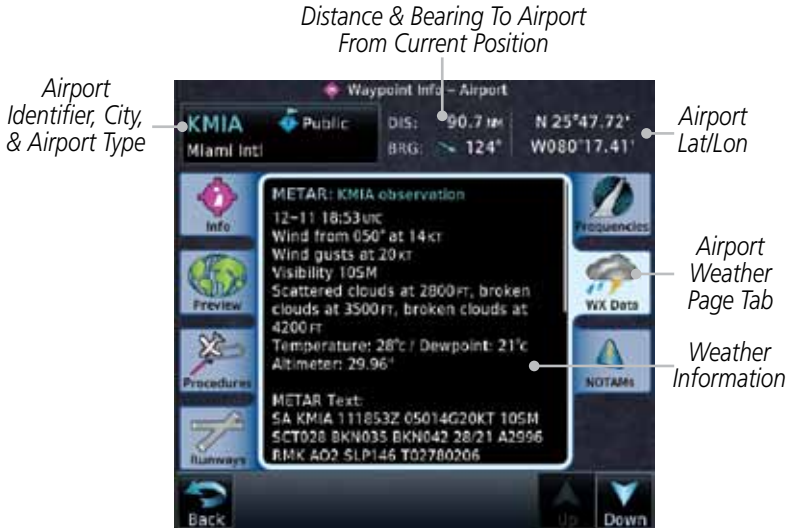 Distance & Bearing To Airport
From Current Position
Airport
Identifier, City,
& Airport Type
Waypoint Info – Airport
KMIA
Public
Miami Intl
DIS: 90.7 NM
BRG: 124°
N 25°47.72'
W080°17.41'
Airport
Lat/Lon
Info
Preview
Procedures
Runways
METAR: KMIA observation
12-11 18:53 UTC
Wind from 050° at 14 KT
Wind gusts at 20 KT
Visibility 10SM
Scattered clouds at 2800 FT, broken
clouds at 3500 FT, broken clouds at
4200 FT
Temperature: 28°c / Dewpoint: 21°c
Altimeter: 29.96"
METAR Text:
SA KMIA 111853Z 05014G20KT 10SM
SCT028 BKN035 BKN042 28/21 A2996
RMK AO2 SLP146 T02780206
Frequencies
WX Data
NOTAMs
Airport
Weather
Page Tab
Weather
Information
Back
Up
Down